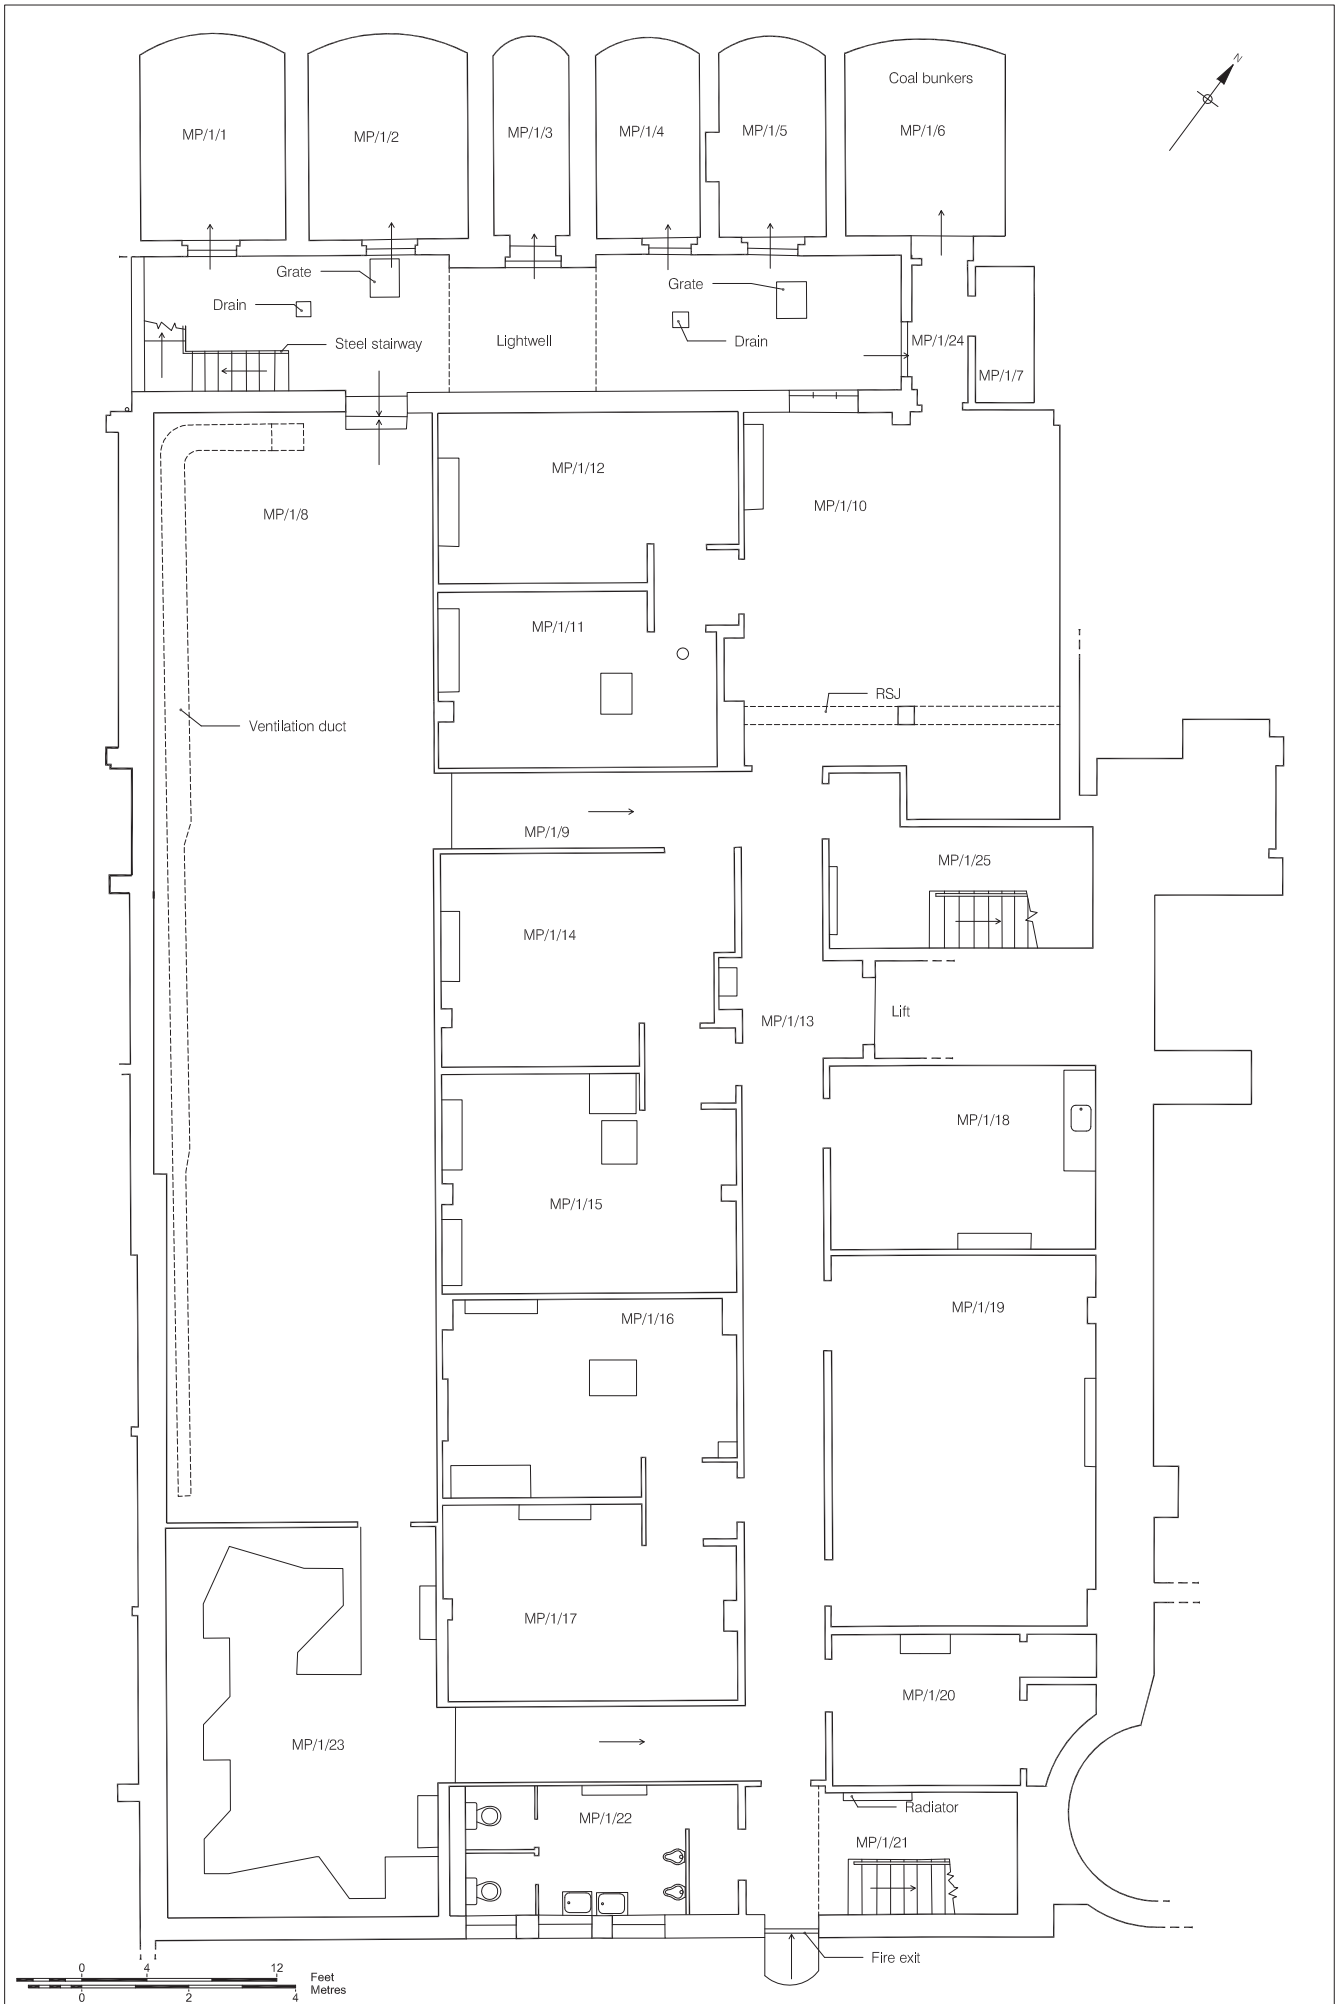 N
Coal bunkers
MP/1/1
MP/1/2
MP/1/3
MP/1/4
MP/1/5
MP/1/6
Grate
Grate
Drain
Steel stairway
Lightwell
Drain
MP/1/24
MP/1/7
MP/1/12
MP/1/8
MP/1/10
MP/1/11
RSJ
Ventilation duct
MP/1/9
MP/1/25
MP/1/14
MP/1/13
Lift
MP/1/18
MP/1/15
MP/1/19
MP/1/16
MP/1/17
MP/1/20
MP/1/23
Radiator
MP/1/22
MP/1/21
Fire exit
0 4 12
Feet
Metres
0 2 4